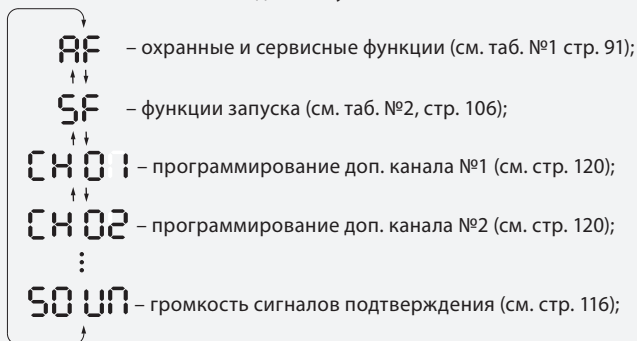 AF – охранные и сервисные функции (см. таб. №1 стр. 91);
SF – функции запуска (см. таб. №2, стр. 106);
CH 01 – программирование доп. канала №1 (см. стр. 120);
CH 02 – программирование доп. канала №2 (см. стр. 120);
SO UN – громкость сигналов подтверждения (см. стр. 116);